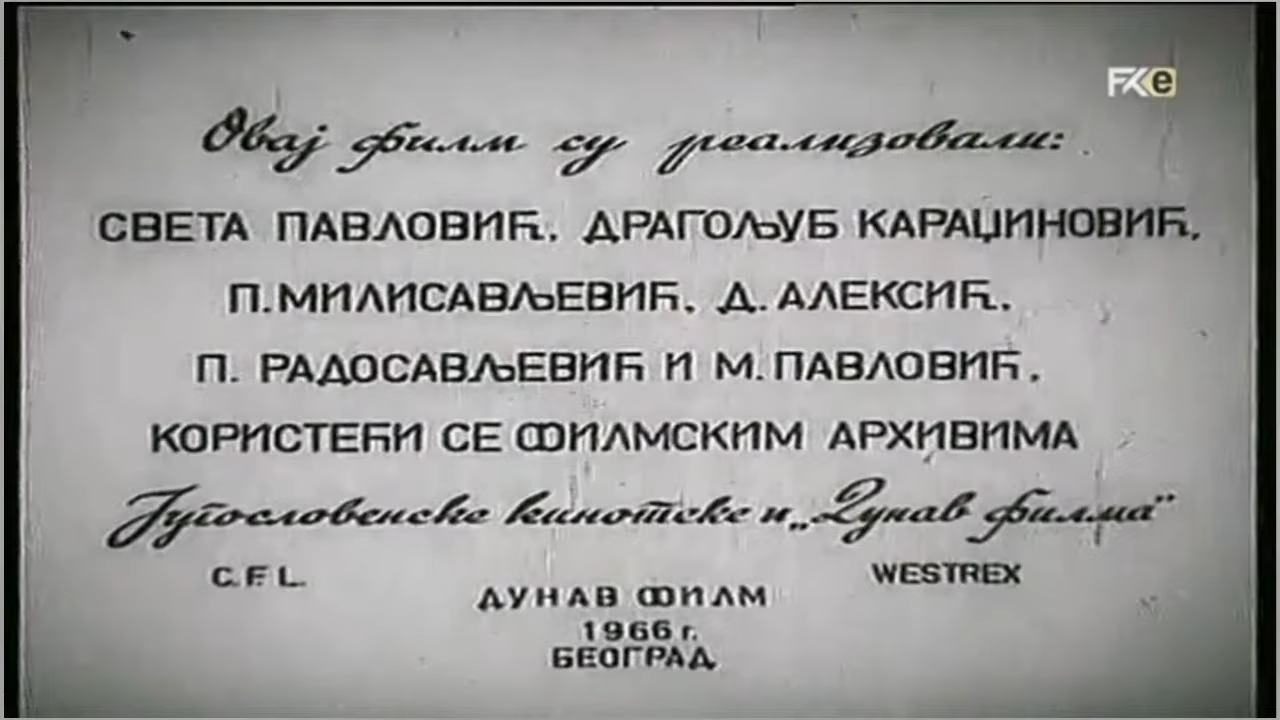 FKe
Овај филм су реализовали:
СВЕТА ПАВЛОВИЋ, ДРАГОЉУБ КАРАЏИНОВИЋ,
П. МИЛИСАВЉЕВИЋ, Д. АЛЕКСИЋ,
П. РАДОСАВЉЕВИЋ И М. ПАВЛОВИЋ,
КОРИСТЕЋИ СЕ ФИЛМСКИМ АРХИВИМА
Југословенске кинотеке и „Дунав филма"
C.F.L. WESTREX
ДУНАВ ФИЛМ
1966 г.
БЕОГРАД